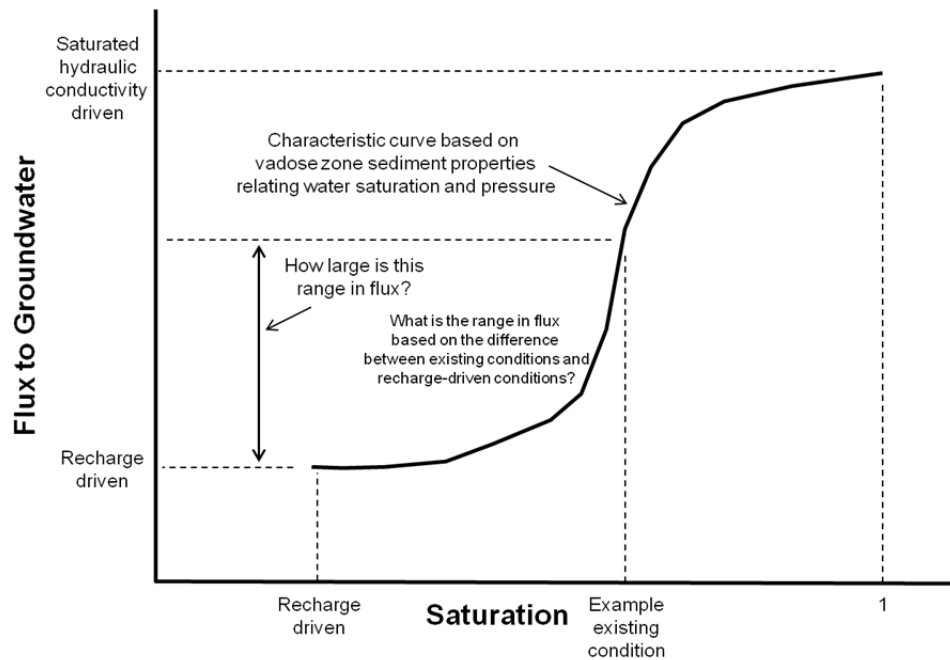 Saturated
hydraulic
conductivity
driven
Characteristic curve based on
vadose zone sediment properties
relating water saturation and pressure
How large is this
range in flux?
What is the range in flux
based on the difference
between existing conditions and
recharge-driven conditions?
Flux to Groundwater
Recharge
driven
Recharge
driven
Saturation
Example
existing
condition
1